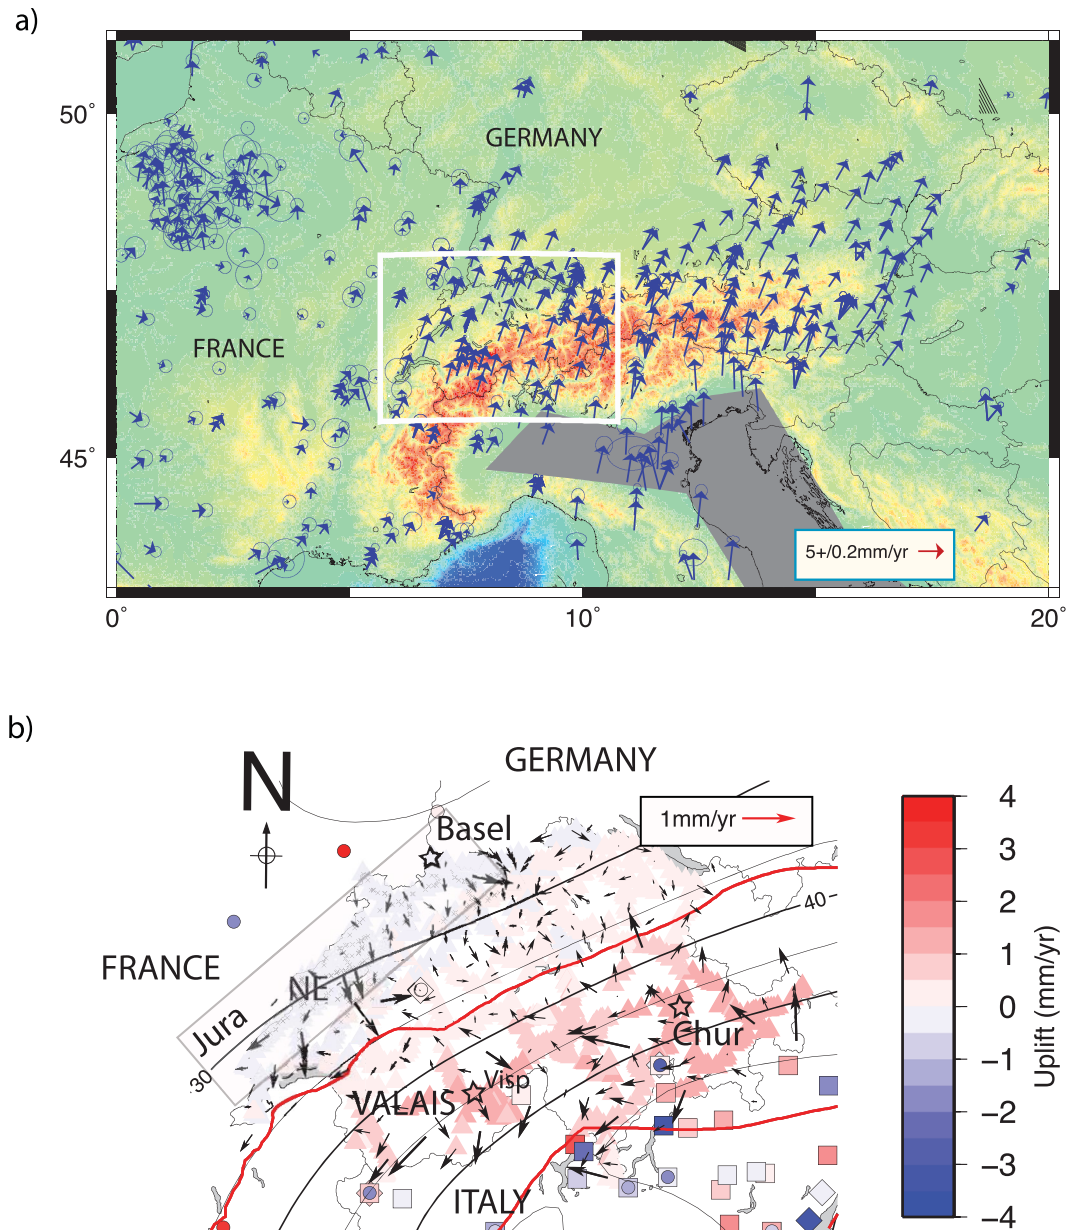 a)
50°
GERMANY
FRANCE
45°
5+/0.2mm/yr
0°
10°
20°
b)
N
GERMANY
1mm/yr
Basel
4
3
40
2
FRANCE
NE
1
Jura
Chur
0
30
Visp
VALAIS
−1
−2
−3
ITALY
−4
Uplift (mm/yr)